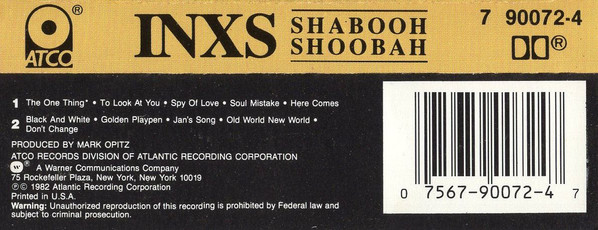 ATCO®
INXS SHABOOH SHOOBAH
7 90072-4
1 The One Thing* • To Look At You • Spy Of Love • Soul Mistake • Here Comes
2 Black And White • Golden Playpen • Jan's Song • Old World New World •
Don't Change
PRODUCED BY MARK OPITZ
ATCO RECORDS DIVISION OF ATLANTIC RECORDING CORPORATION
W® A Warner Communications Company
75 Rockefeller Plaza, New York, New York 10019
℗© 1982 Atlantic Recording Corporation
Printed in U.S.A.
Warning: Unauthorized reproduction of this recording is prohibited by Federal law and
subject to criminal prosecution.
0 7567-90072-4 7